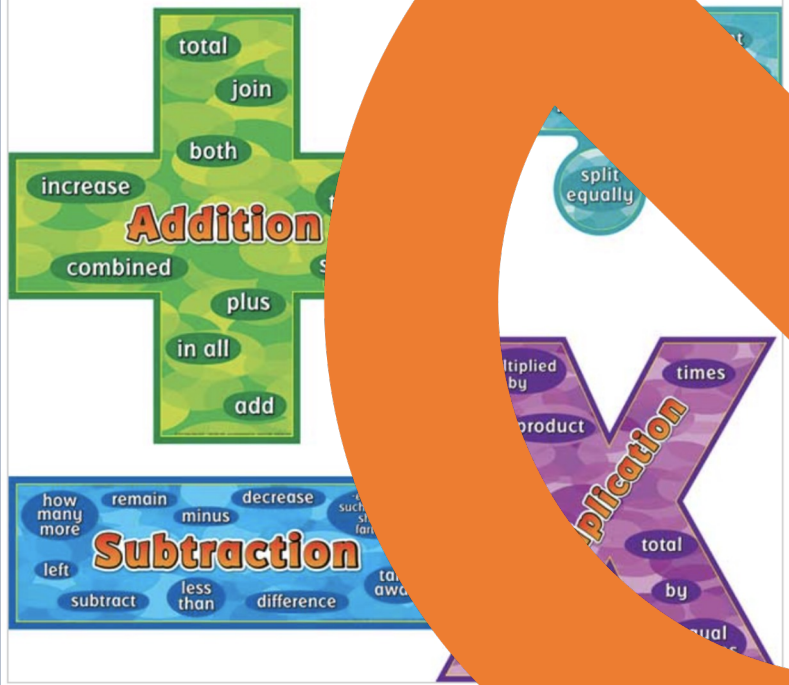 total
join
both
increase
Addition
combined
plus
in all
add
split
equally
by
times
product
total
by
how
many
more
remain
decrease
minus
Subtraction
left
subtract
less
than
difference